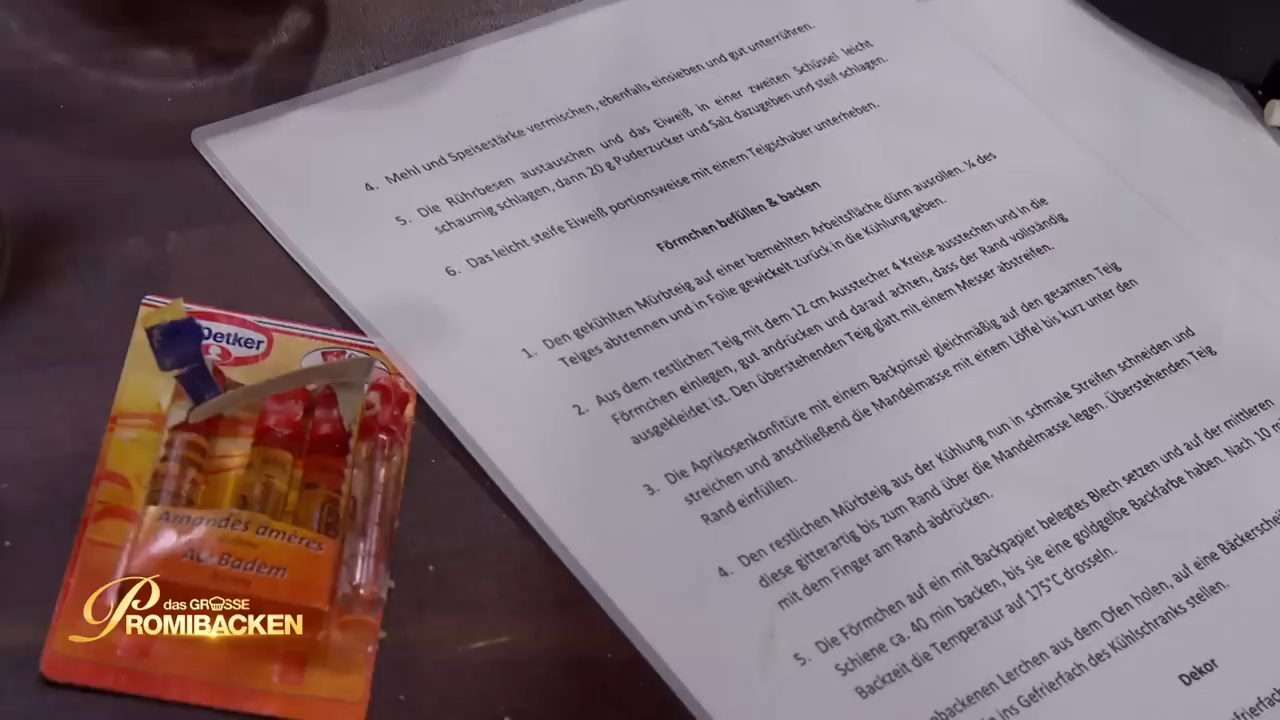 4. Mehl und Speisestärke vermischen, ebenfalls einsieben und gut unterrühren.
5. Die Rührbesen austauschen und das Eiweiß in einer zweiten Schüssel leicht
schaumig schlagen, dann 20 g Puderzucker und Salz dazugeben und steif schlagen.
6. Das leicht steife Eiweiß portionsweise mit einem Teigschaber unterheben.
Förmchen befüllen & backen
1. Den gekühlten Mürbteig auf einer bemehlten Arbeitsfläche dünn ausrollen. ¼ des
Teiges abtrennen und in Folie gewickelt zurück in die Kühlung geben.
2. Aus dem restlichen Teig mit dem 12 cm Ausstecher 4 Kreise ausstechen und in die
Förmchen einlegen, gut andrücken und darauf achten, dass der Rand vollständig
ausgekleidet ist. Den überstehenden Teig glatt mit einem Messer abstreifen.
3. Die Aprikosenkonfitüre mit einem Backpinsel gleichmäßig auf den gesamten Teig
streichen und anschließend die Mandelmasse mit einem Löffel bis kurz unter den
Rand einfüllen.
4. Den restlichen Mürbteig aus der Kühlung nun in schmale Streifen schneiden und
diese gitterartig bis zum Rand über die Mandelmasse legen. Überstehenden Teig
mit dem Finger am Rand abdrücken.
5. Die Förmchen auf ein mit Backpapier belegtes Blech setzen und auf der mittleren
Schiene ca. 40 min backen, bis sie eine goldgelbe Backfarbe haben. Nach 10 m
Backzeit die Temperatur auf 175°C drosseln.
ebackenen Lerchen aus dem Ofen holen, auf eine Bäckerschei
ins Gefrierfach des Kühlschranks stellen.
Dekor
frierfach
Oetker
Amandes amères
Acı Badem
das GROSSE
PROMIBACKEN